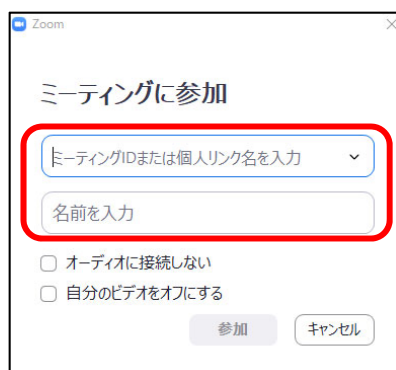 Zoom
ミーティングに参加
ミーティングIDまたは個人リンク名を入力
名前を入力
オーディオに接続しない
自分のビデオをオフにする
参加 キャンセル